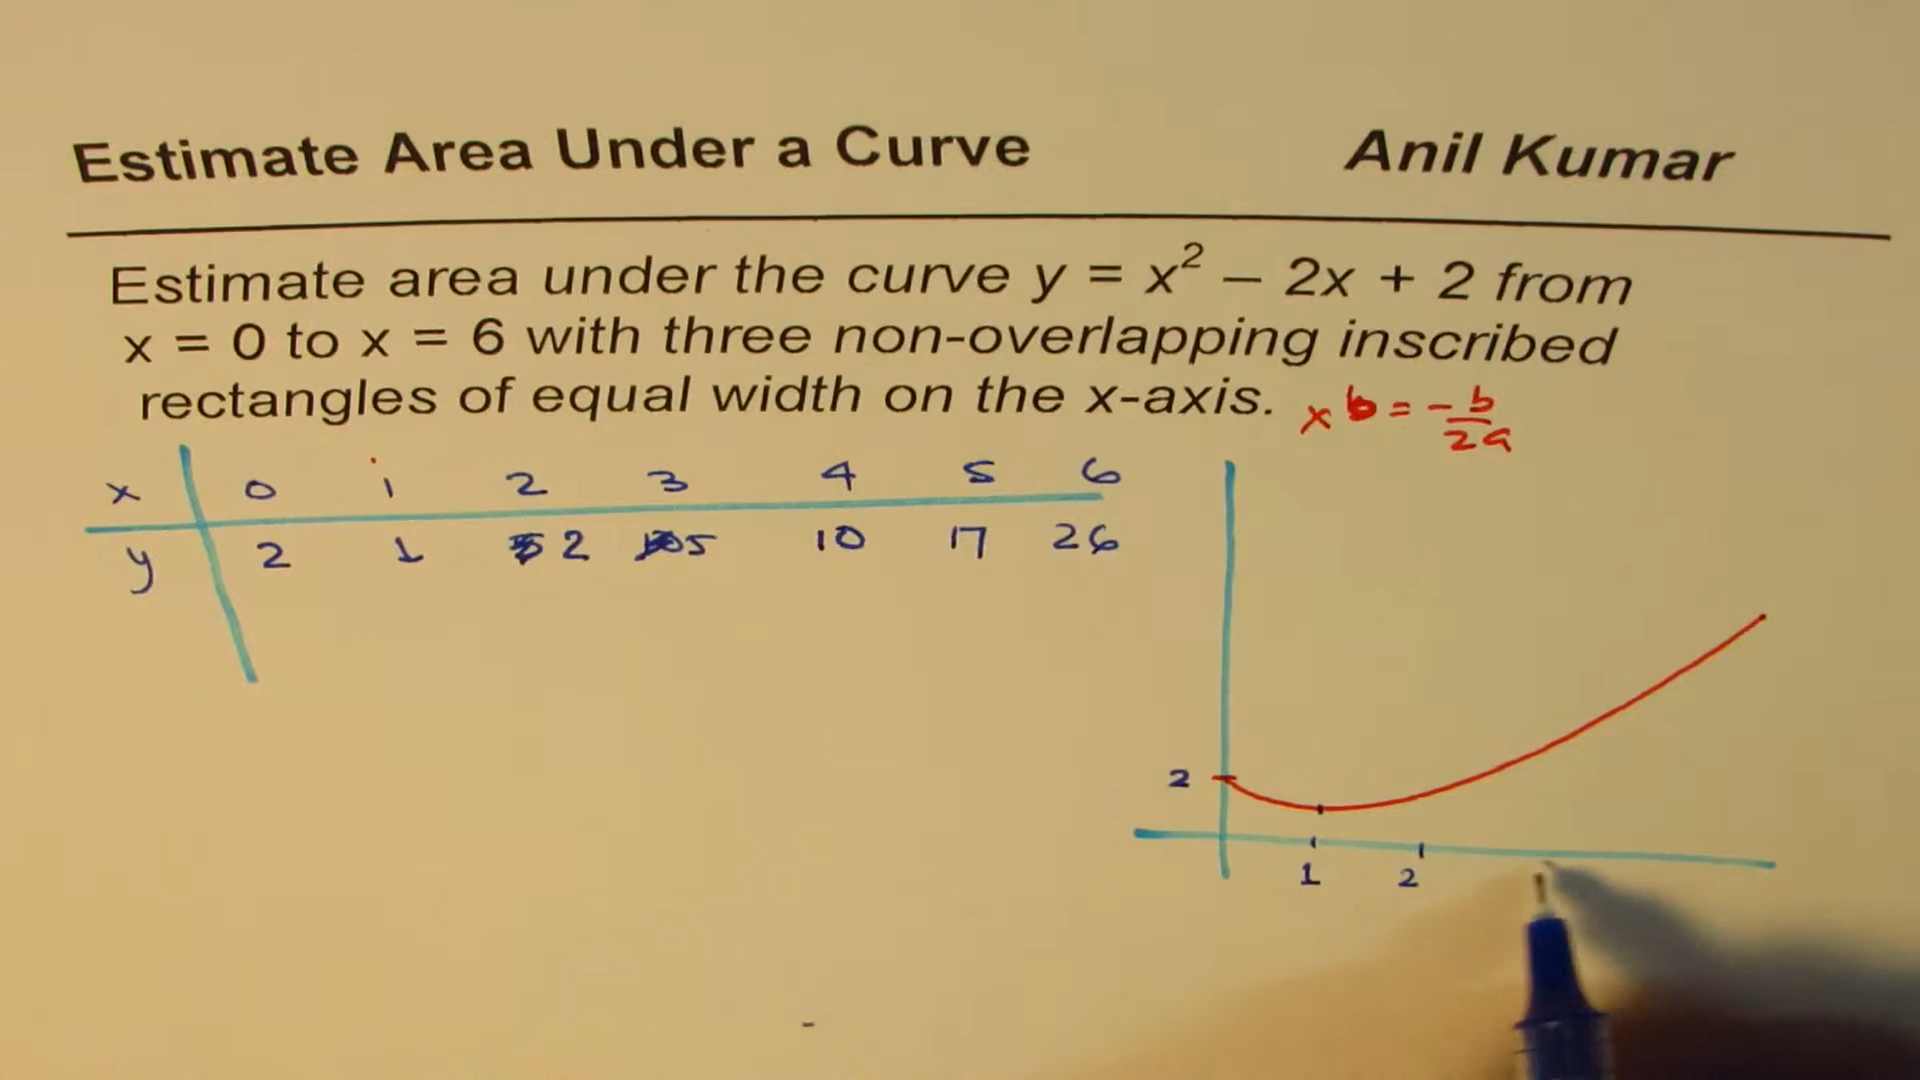 Estimate Area Under a Curve Anil Kumar
Estimate area under the curve y = x² – 2x + 2 from
x = 0 to x = 6 with three non-overlapping inscribed
rectangles of equal width on the x-axis.
x = -b/2a
x 0 1 2 3 4 5 6
y 2 1 2 5 10 17 26
2
1 2